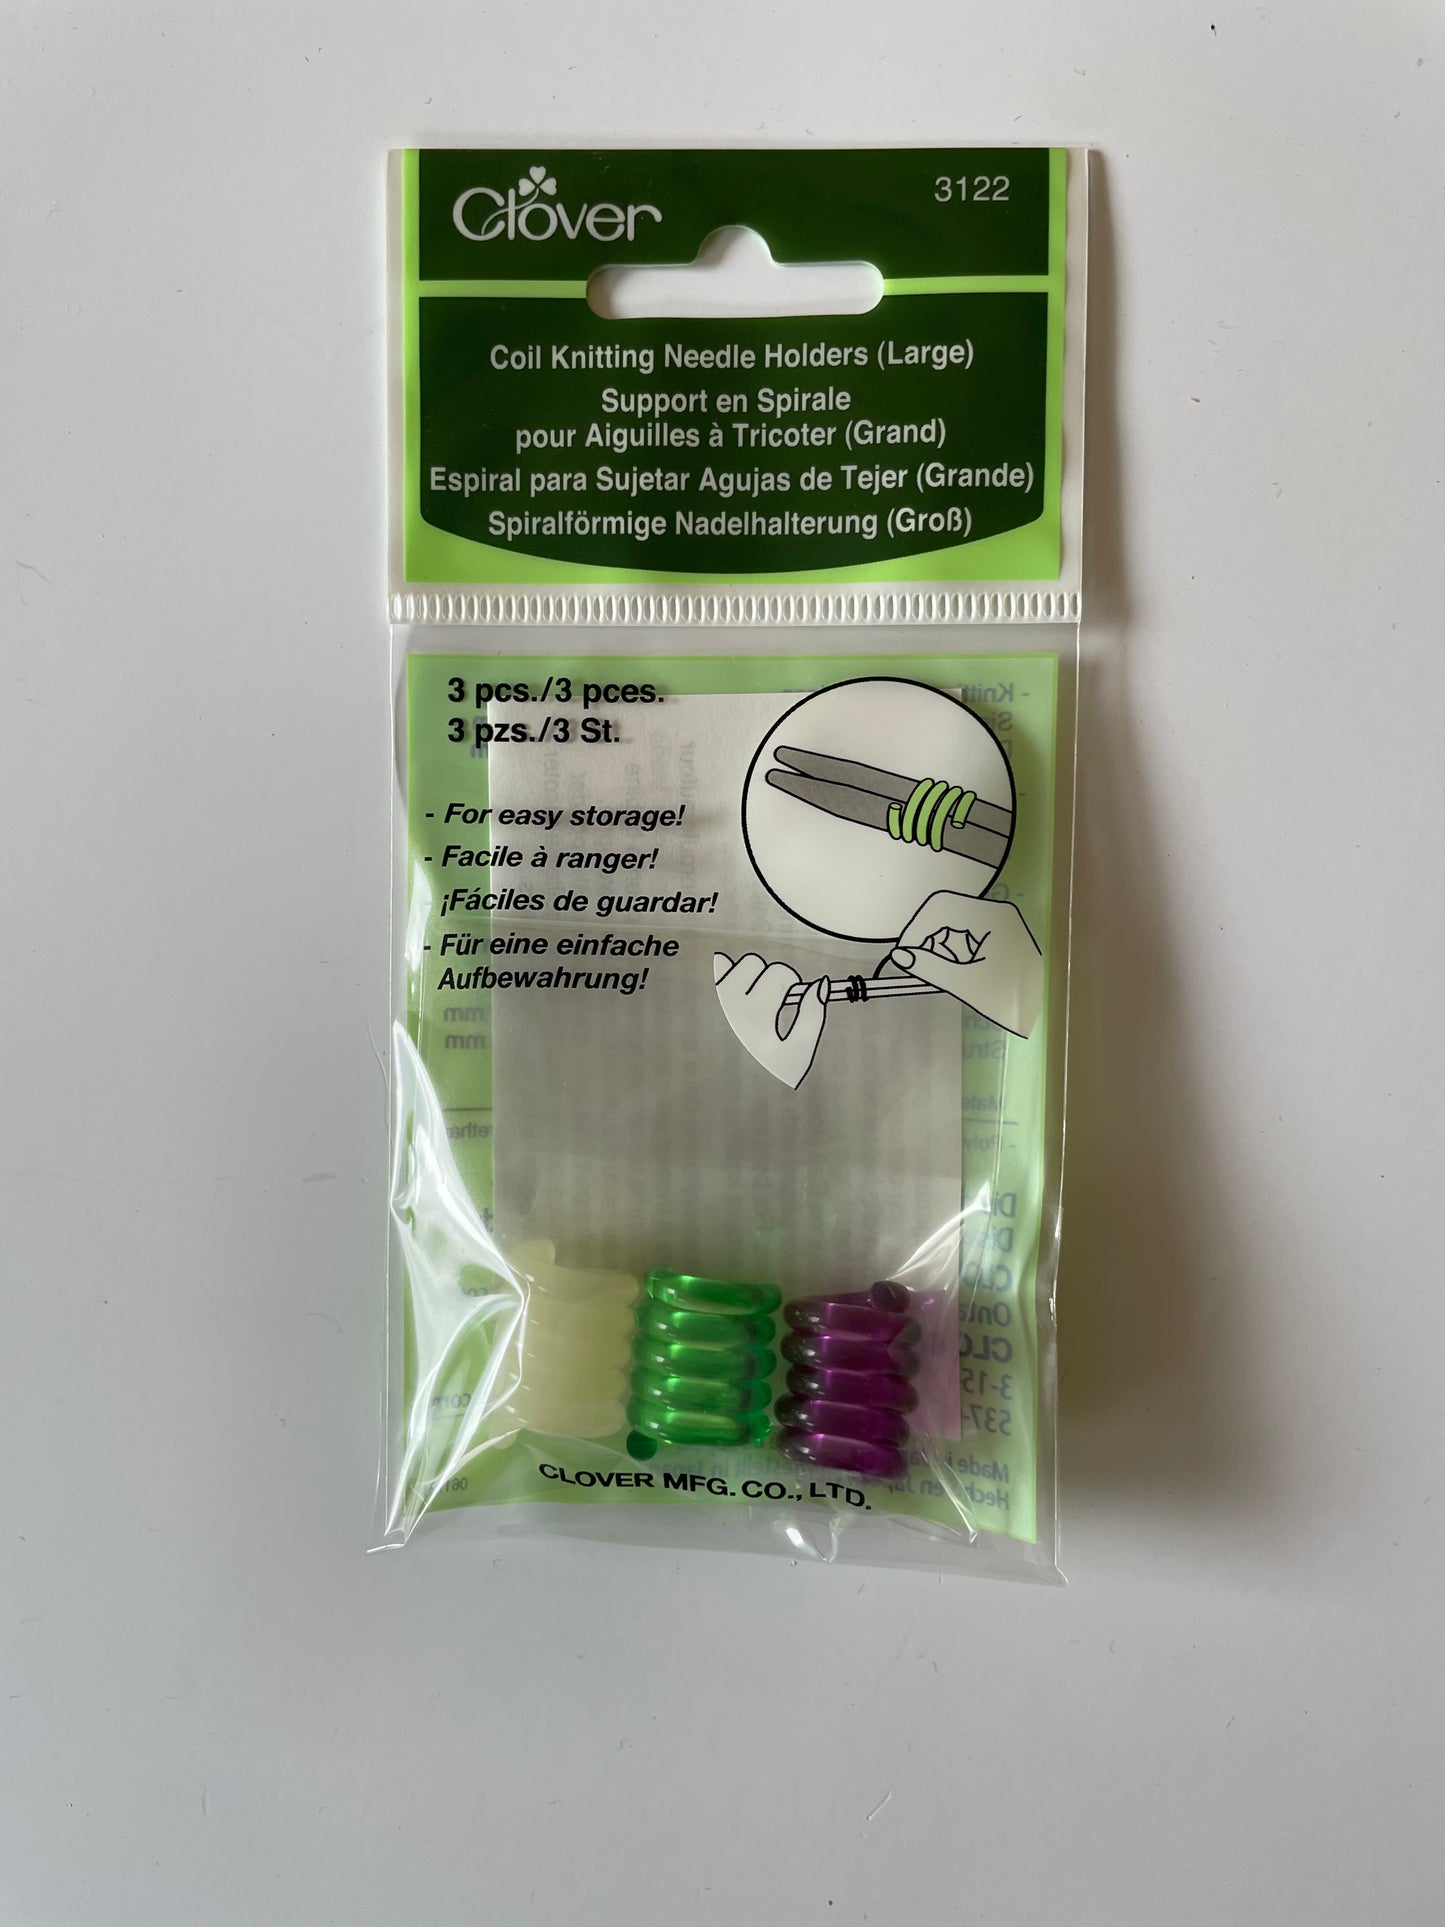 Clover
3122
Coil Knitting Needle Holders (Large)
Support en Spirale
pour Aiguilles à Tricoter (Grand)
Espiral para Sujetar Agujas de Tejer (Grande)
Spiralförmige Nadelhalterung (Groß)
3 pcs./3 pces.
3 pzs./3 St.
- For easy storage!
- Facile à ranger!
- ¡Fáciles de guardar!
- Für eine einfache
Aufbewahrung!
mm
mm
CLOVER MFG. CO., LTD.